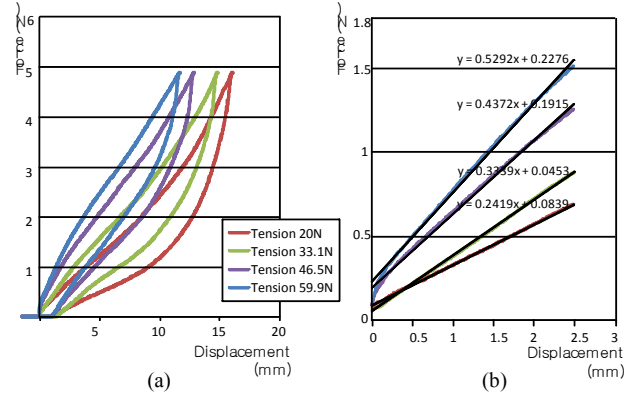 Force(N)
6
5
4
3
2
1
0
5
10
15
20
Displacement
(mm)
Tension 20N
Tension 33.1N
Tension 46.5N
Tension 59.9N
(a)
Force(N)
1.8
1.5
1
0.5
0
0
0.5
1
1.5
2
2.5
3
y = 0.5292x + 0.2276
y = 0.4372x + 0.1915
y = 0.3339x + 0.0453
y = 0.2419x + 0.0839
Displacement
(mm)
(b)